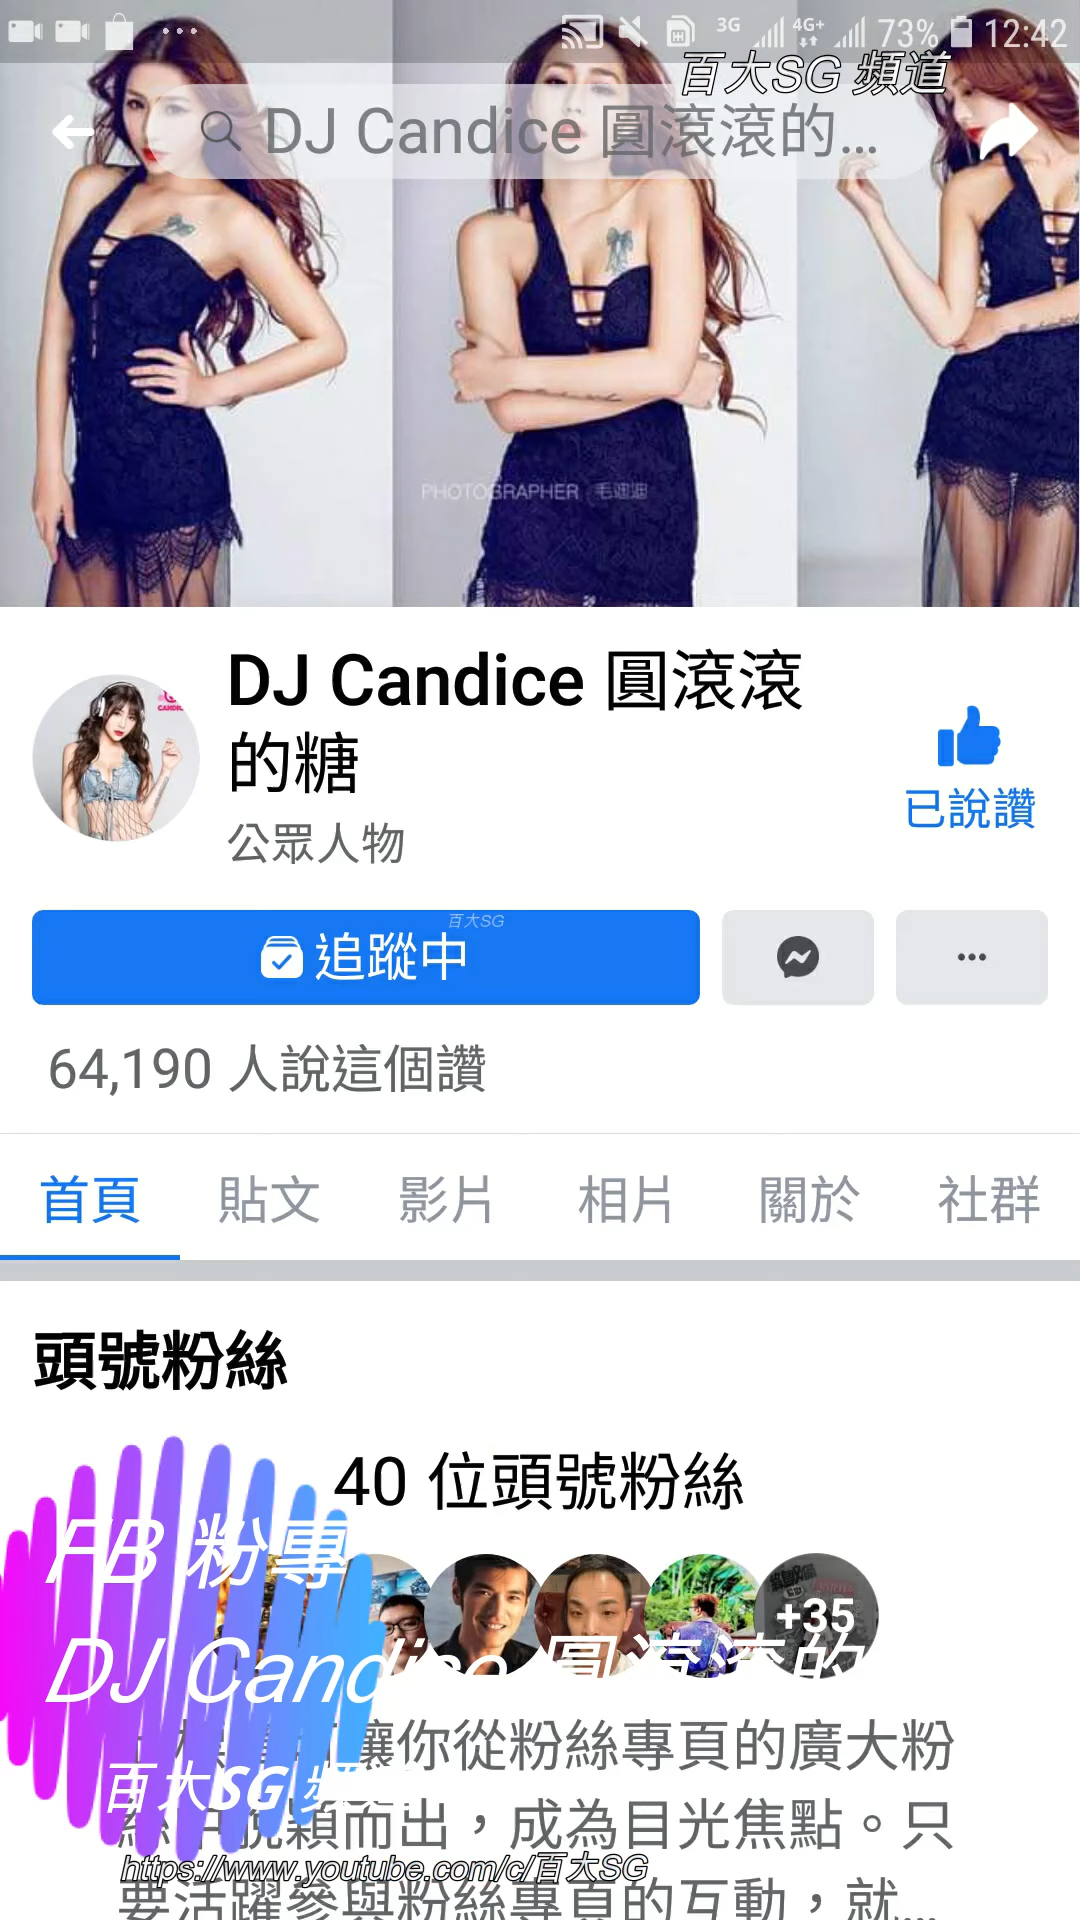 3G 4G+ 73% 12:42
百大SG 頻道
DJ Candice 圓滾滾的...
PHOTOGRAPHER 毛迪迪
DJ Candice 圓滾滾
的糖
公眾人物
已說讚
百大SG
追蹤中
64,190 人說這個讚
首頁 貼文 影片 相片 關於 社群
頭號粉絲
40 位頭號粉絲
FB 粉專
+35
DJ Candice 圓滾滾的
讓你從粉絲專頁的廣大粉
百大SG 頻
絲中脫穎而出，成為目光焦點。只
https://www.youtube.com/c/百大SG
要活躍參與粉絲專頁的互動，就...